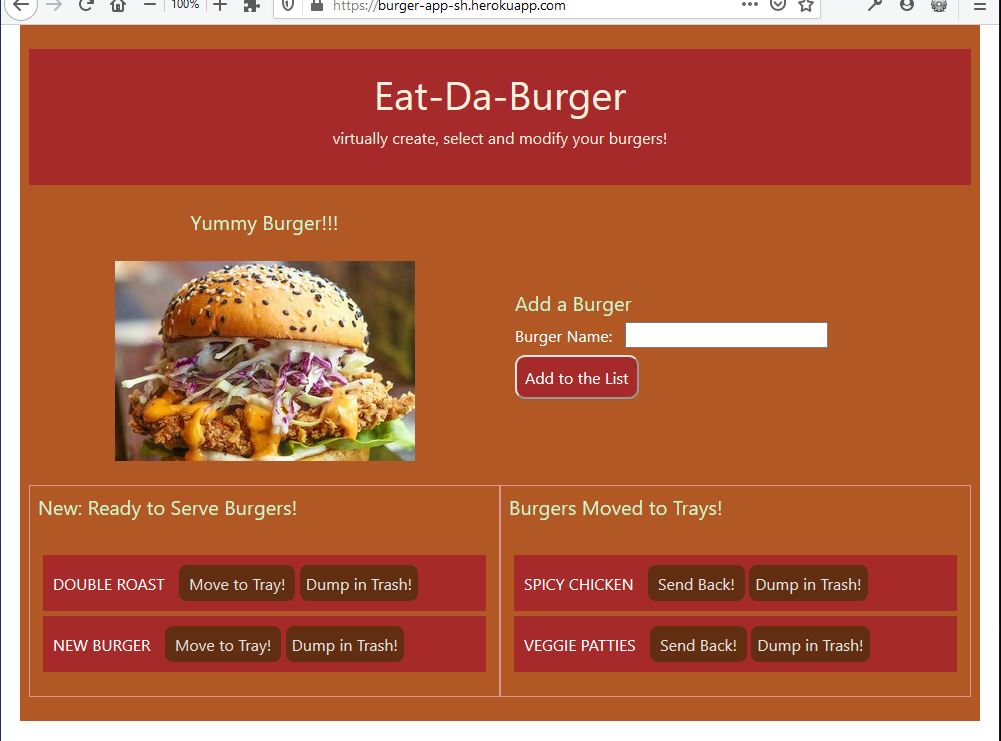 100%
https://burger-app-sh.herokuapp.com
Eat-Da-Burger
virtually create, select and modify your burgers!
Yummy Burger!!!
Add a Burger
Burger Name:
Add to the List
New: Ready to Serve Burgers!
DOUBLE ROAST Move to Tray! Dump in Trash!
NEW BURGER Move to Tray! Dump in Trash!
Burgers Moved to Trays!
SPICY CHICKEN Send Back! Dump in Trash!
VEGGIE PATTIES Send Back! Dump in Trash!